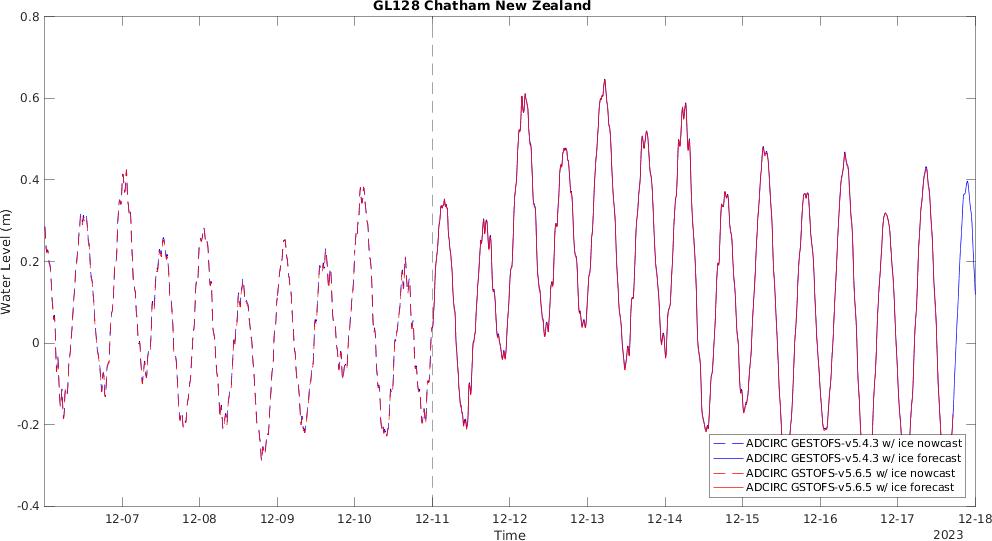 GL128 Chatham New Zealand
Water Level (m)
0.8
0.6
0.4
0.2
0
-0.2
-0.4
ADCIRC GESTOFS-v5.4.3 w/ ice nowcast
ADCIRC GESTOFS-v5.4.3 w/ ice forecast
ADCIRC GSTOFS-v5.6.5 w/ ice nowcast
ADCIRC GSTOFS-v5.6.5 w/ ice forecast
12-07 12-08 12-09 12-10 12-11 12-12 12-13 12-14 12-15 12-16 12-17 12-18
Time
2023